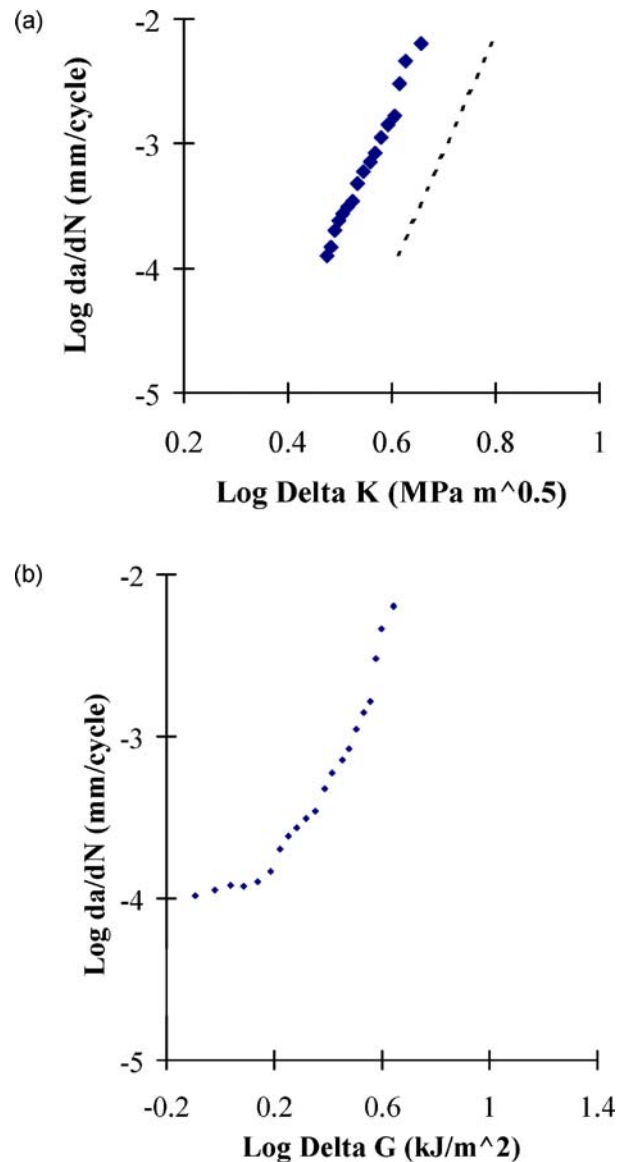 (a)
-2
-3
-4
-5
Log da/dN (mm/cycle)
0.2 0.4 0.6 0.8 1
Log Delta K (MPa m^0.5)
(b)
-2
-3
-4
-5
Log da/dN (mm/cycle)
-0.2 0.2 0.6 1 1.4
Log Delta G (kJ/m^2)